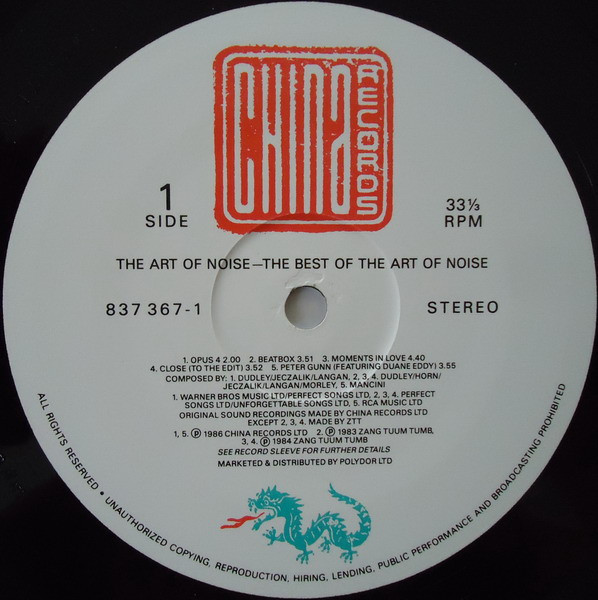 CHINA
RECORDS
1
SIDE
33⅓
RPM
THE ART OF NOISE—THE BEST OF THE ART OF NOISE
837 367-1
STEREO
1. OPUS 4 2.00 2. BEATBOX 3.51 3. MOMENTS IN LOVE 4.40
4. CLOSE (TO THE EDIT) 3.52 5. PETER GUNN (FEATURING DUANE EDDY) 3.55
COMPOSED BY: 1. DUDLEY/JECZALIK/LANGAN, 2, 3, 4. DUDLEY/HORN/
JECZALIK/LANGAN/MORLEY, 5. MANCINI
1. WARNER BROS MUSIC LTD/PERFECT SONGS LTD, 2, 3, 4. PERFECT
SONGS LTD/UNFORGETTABLE SONGS LTD, 5. RCA MUSIC LTD
ORIGINAL SOUND RECORDINGS MADE BY CHINA RECORDS LTD
EXCEPT 2, 3, 4. MADE BY ZTT
1, 5. ℗ 1986 CHINA RECORDS LTD 2. ℗ 1983 ZANG TUUM TUMB,
3, 4. ℗ 1984 ZANG TUUM TUMB
SEE RECORD SLEEVE FOR FURTHER DETAILS
MARKETED & DISTRIBUTED BY POLYDOR LTD
ALL RIGHTS RESERVED • UNAUTHORIZED COPYING, REPRODUCTION, HIRING, LENDING, PUBLIC PERFORMANCE AND BROADCASTING PROHIBITED